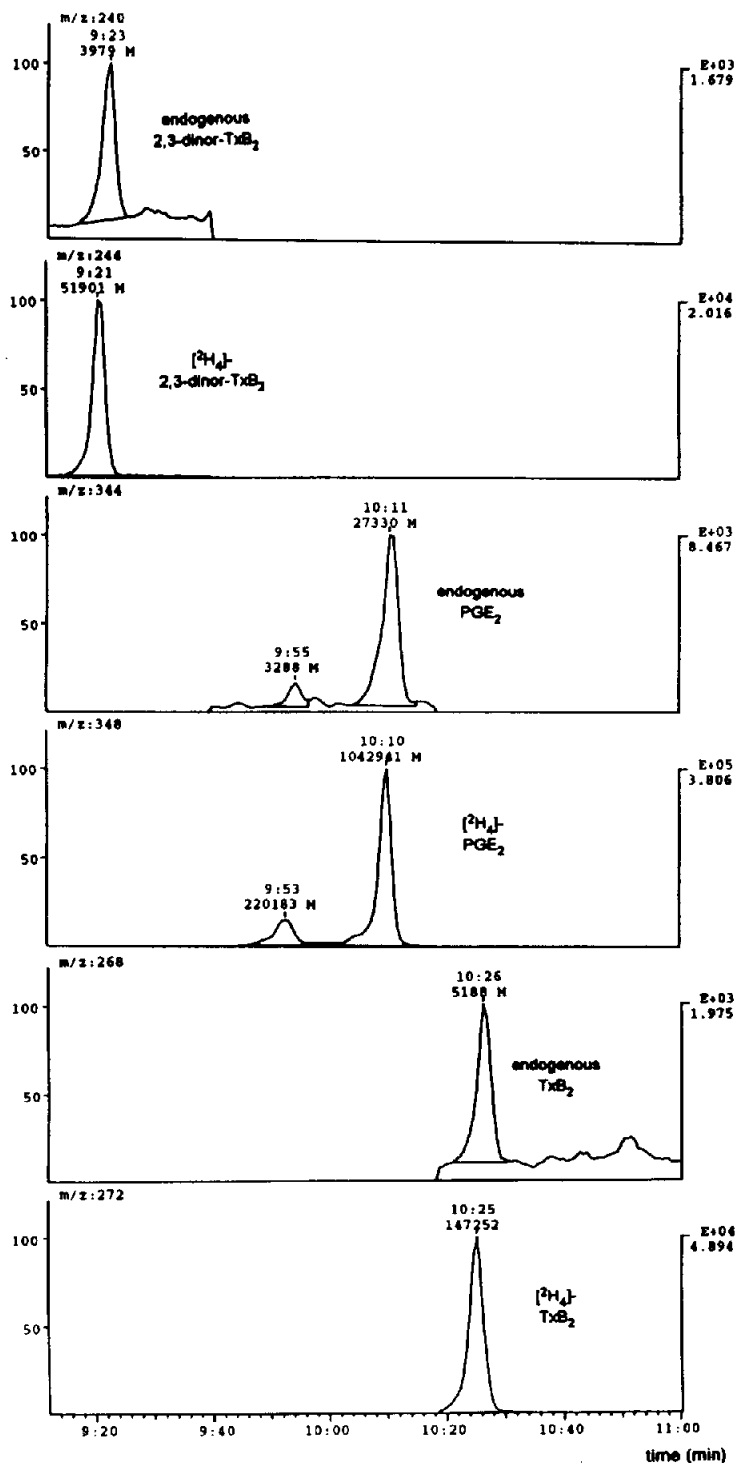 m/z:240
9:23
3979 M
E+03
1.679
100
50
endogenous
2,3-dinor-TxB2
m/z:244
9:21
51901 M
E+04
2.016
100
50
[2H4]-
2,3-dinor-TxB2
m/z:344
10:11
27330 M
E+03
8.467
100
50
endogenous
PGE2
9:55
3288 M
m/z:348
10:10
1042941 M
E+05
3.806
100
50
[2H4]-
PGE2
9:53
220183 M
m/z:268
10:26
5188 M
E+03
1.975
100
50
endogenous
TxB2
m/z:272
10:25
147252
E+04
4.894
100
50
[2H4]-
TxB2
9:20 9:40 10:00 10:20 10:40 11:00
time (min)